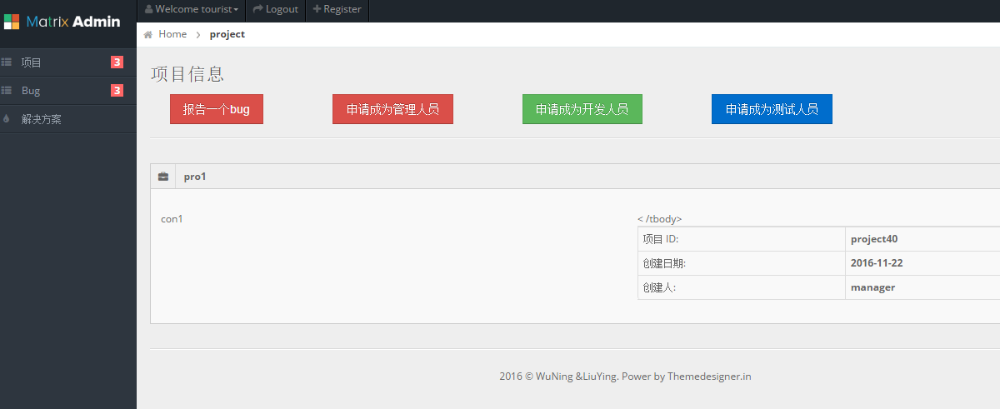 Matrix Admin
Welcome tourist
Logout
Register
Home
project
项目 3
Bug 3
解决方案
项目信息
报告一个bug
申请成为管理人员
申请成为开发人员
申请成为测试人员
pro1
con1
< /tbody>
项目 ID: project40
创建日期: 2016-11-22
创建人: manager
2016 © WuNing &LiuYing. Power by Themedesigner.in